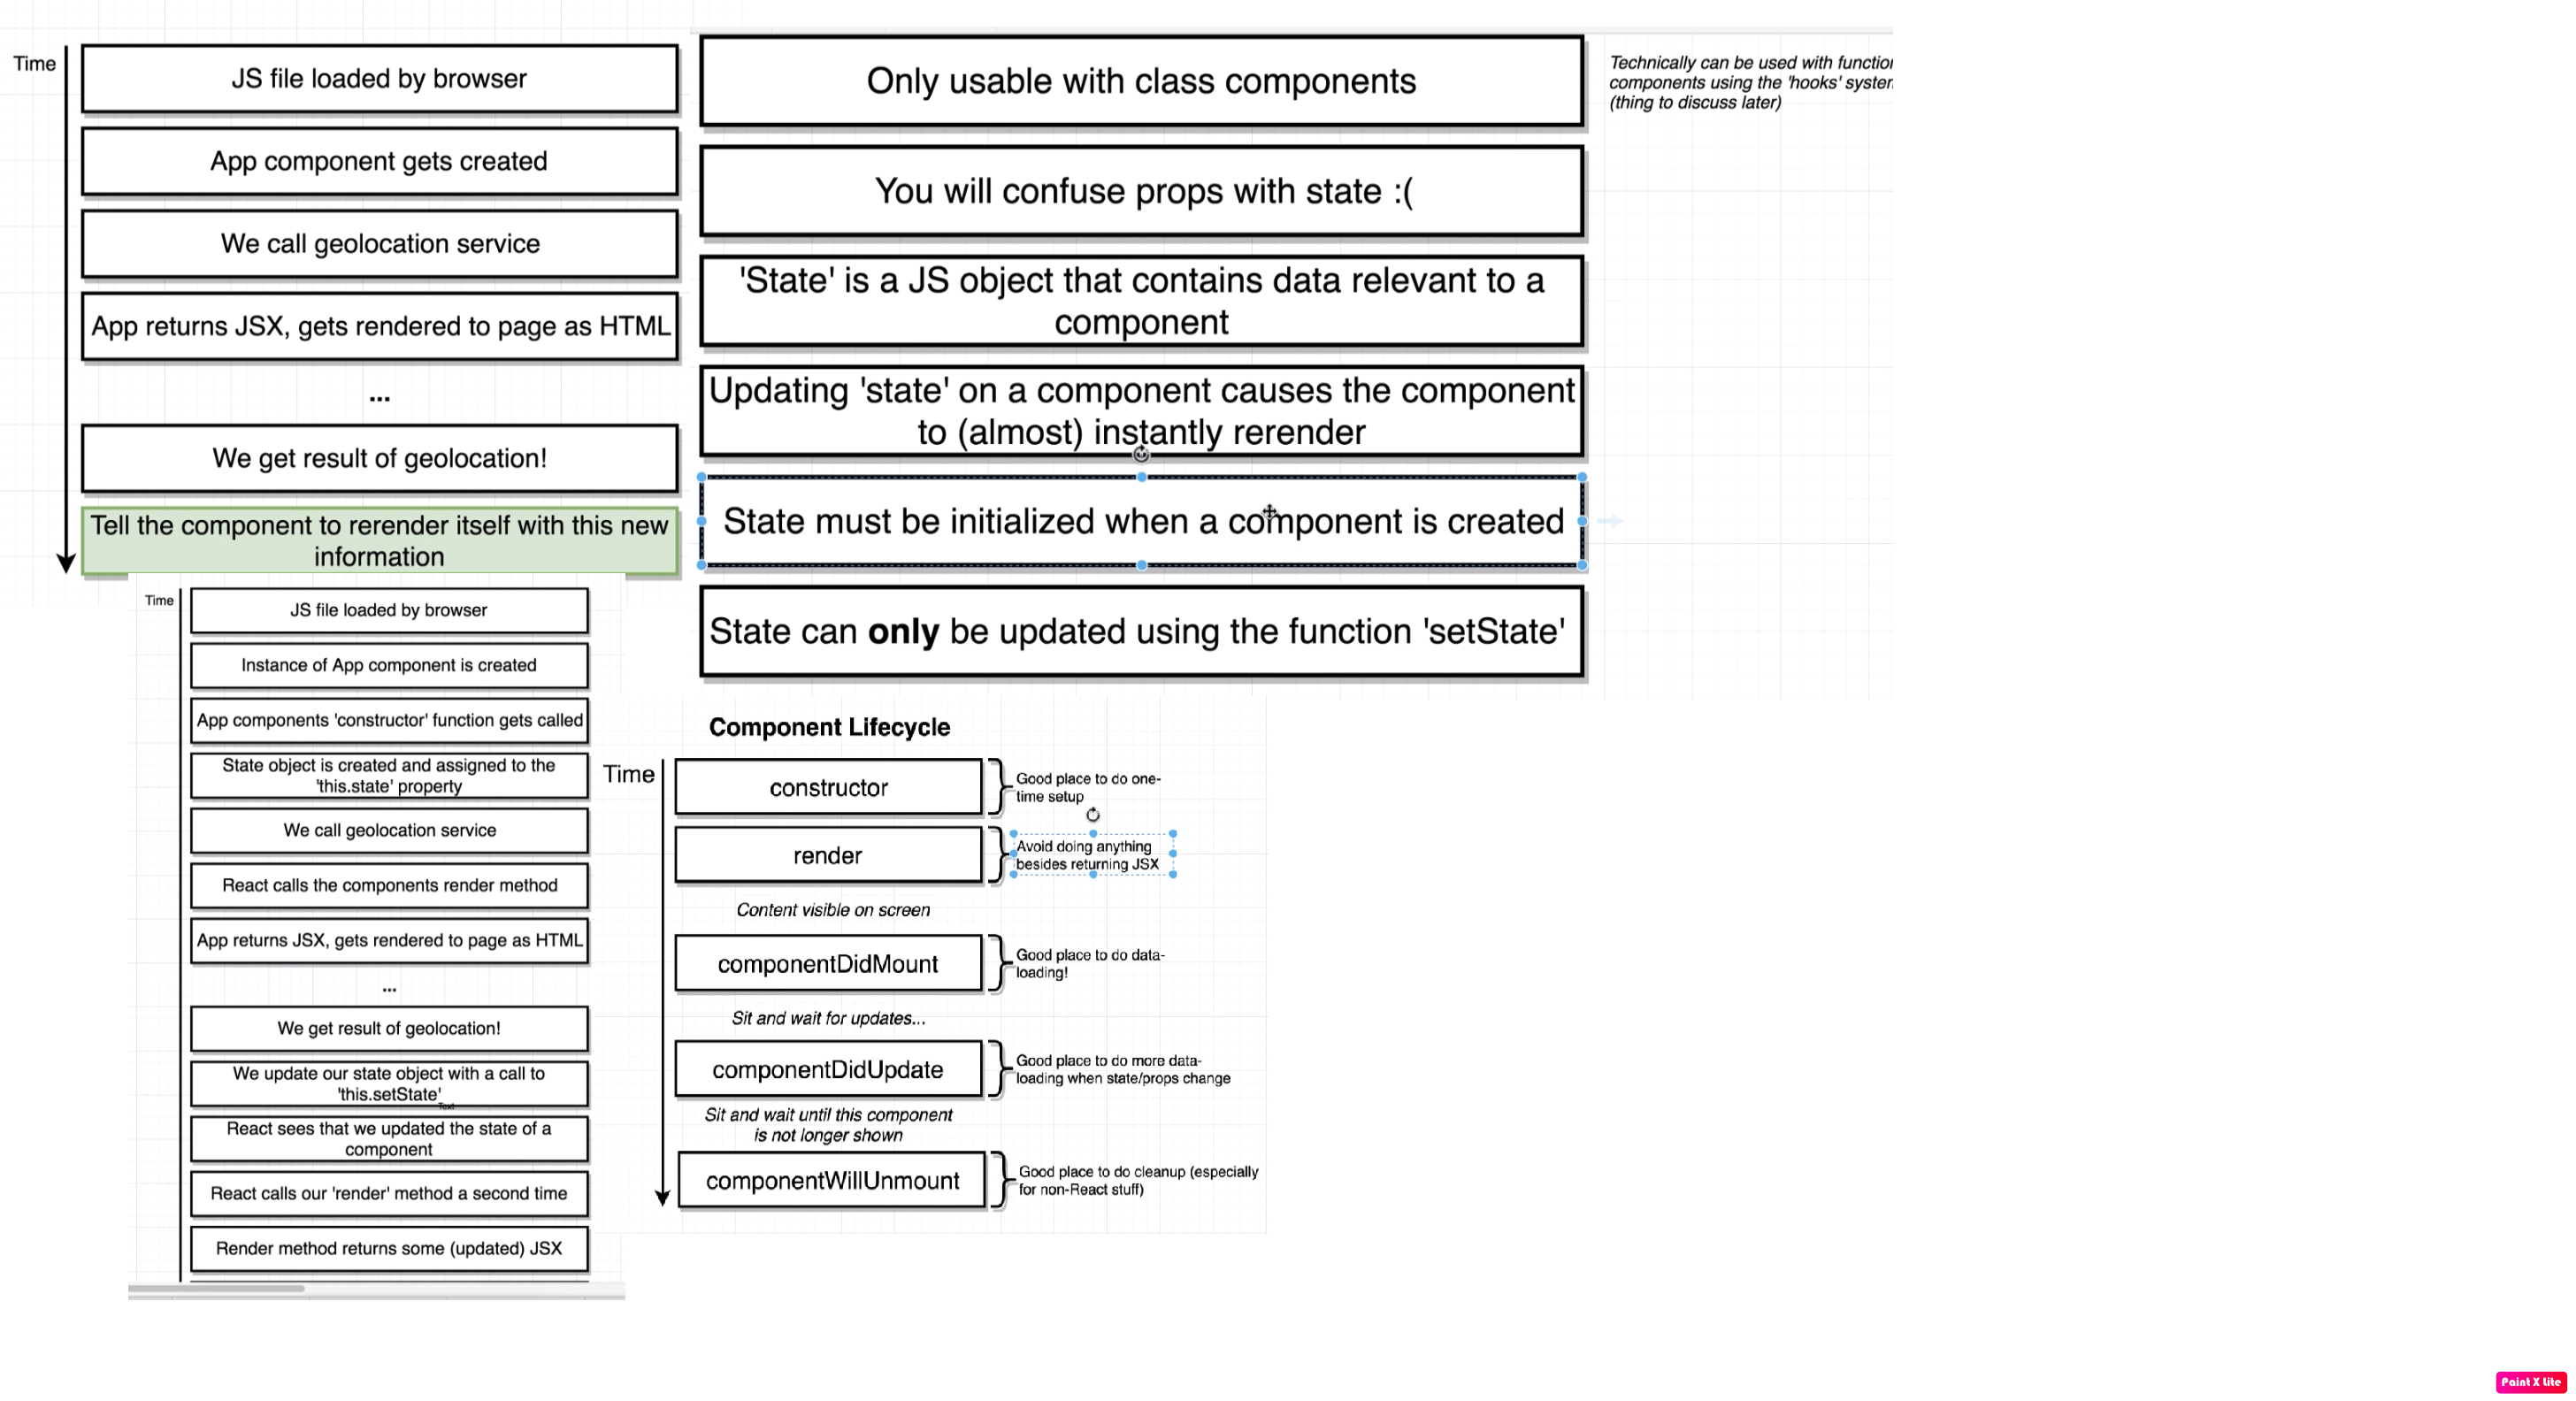 Time
JS file loaded by browser
App component gets created
We call geolocation service
App returns JSX, gets rendered to page as HTML
...
We get result of geolocation!
Tell the component to rerender itself with this new
information
Only usable with class components
Technically can be used with
components using the 'hooks'
(thing to discuss later)
You will confuse props with state :(
'State' is a JS object that contains data relevant to a
component
Updating 'state' on a component causes the component
to (almost) instantly rerender
State must be initialized when a component is created
State can only be updated using the function 'setState'
Time
JS file loaded by browser
Instance of App component is created
App components 'constructor' function gets called
State object is created and assigned to the
'this.state' property
We call geolocation service
React calls the components render method
App returns JSX, gets rendered to page as HTML
...
We get result of geolocation!
We update our state object with a call to
'this.setState'
Text
React sees that we updated the state of a
component
React calls our 'render' method a second time
Render method returns some (updated) JSX
Component Lifecycle
Time
constructor
Good place to do one-
time setup
render
Avoid doing anything
besides returning JSX
Content visible on screen
componentDidMount
Good place to do data-
loading!
Sit and wait for updates...
componentDidUpdate
Good place to do more data-
loading when state/props change
Sit and wait until this component
is not longer shown
componentWillUnmount
Good place to do cleanup (especially
for non-React stuff)
Paint X Lite